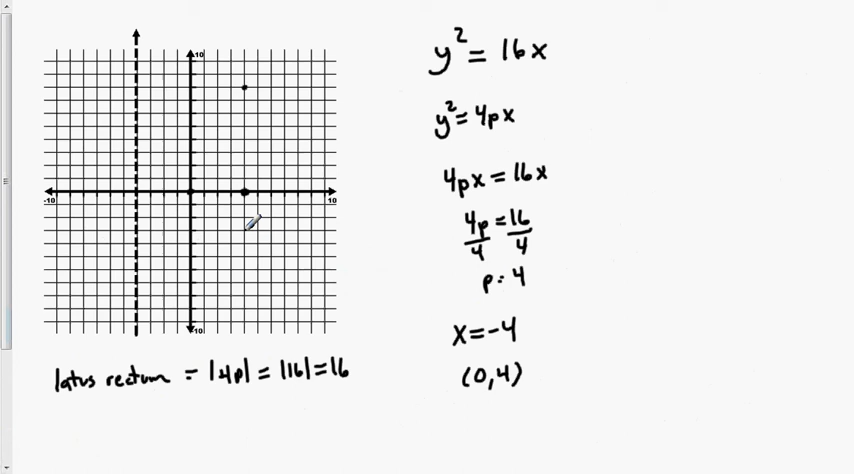 10
-10
10
-10
latus rectum = |4p| = |16| = 16
y² = 16x
y² = 4px
4px = 16x
4p/4 = 16/4
p = 4
x = -4
(0,4)